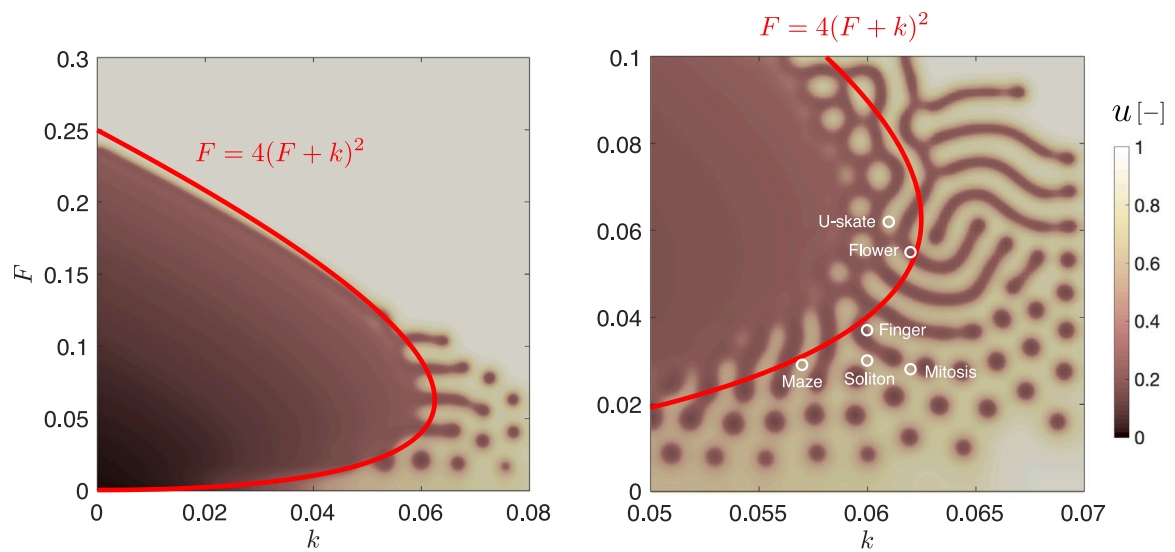 F = 4(F + k)²
0.3
0.25
0.2
0.15
0.1
0.05
0
F
F = 4(F + k)²
0
0.02
0.04
0.06
0.08
k
0.1
0.08
0.06
0.04
0.02
0
U-skate
Flower
Finger
Maze
Soliton
Mitosis
0.05
0.055
0.06
0.065
0.07
k
u [−]
1
0.8
0.6
0.4
0.2
0